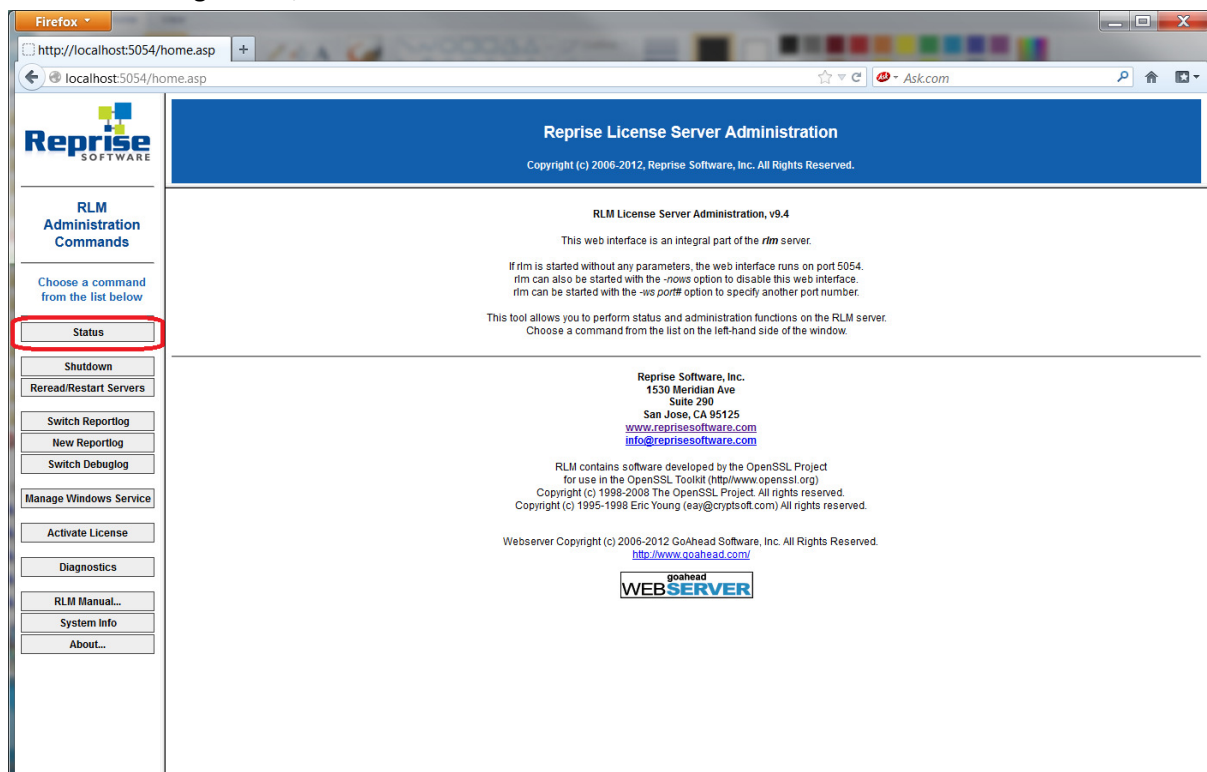 Firefox
http://localhost:5054/home.asp
+
localhost:5054/home.asp
Ask.com
Reprise
SOFTWARE
RLM
Administration
Commands
Choose a command
from the list below
Status
Shutdown
Reread/Restart Servers
Switch Reportlog
New Reportlog
Switch Debuglog
Manage Windows Service
Activate License
Diagnostics
RLM Manual...
System Info
About...
Reprise License Server Administration
Copyright (c) 2006-2012, Reprise Software, Inc. All Rights Reserved.
RLM License Server Administration, v9.4
This web interface is an integral part of the rlm server.
If rlm is started without any parameters, the web interface runs on port 5054.
rlm can also be started with the -nows option to disable this web interface.
rlm can be started with the -ws port# option to specify another port number.
This tool allows you to perform status and administration functions on the RLM server.
Choose a command from the list on the left-hand side of the window.
Reprise Software, Inc.
1530 Meridian Ave
Suite 290
San Jose, CA 95125
www.reprisesoftware.com
info@reprisesoftware.com
RLM contains software developed by the OpenSSL Project
for use in the OpenSSL Toolkit (http//www.openssl.org)
Copyright (c) 1998-2008 The OpenSSL Project. All rights reserved.
Copyright (c) 1995-1998 Eric Young (eay@cryptsoft.com) All rights reserved.
Webserver Copyright (c) 2006-2012 GoAhead Software, Inc. All Rights Reserved.
http://www.goahead.com/
goahead
WEBSERVER